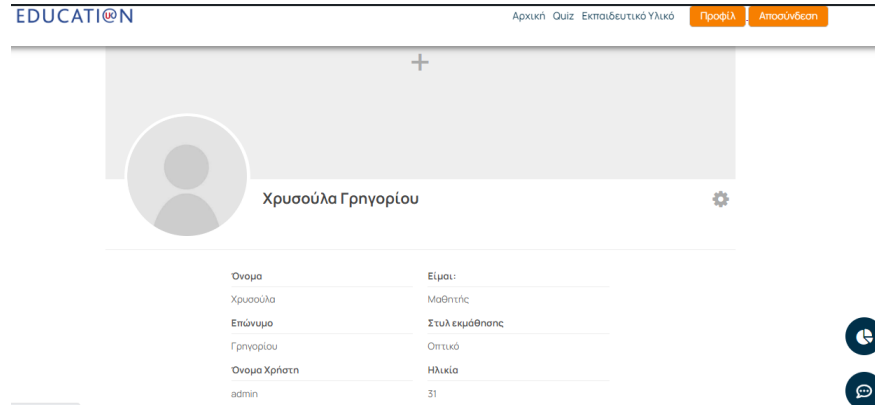 EDUCATI@N
Αρχική Quiz Εκπαιδευτικό Υλικό Προφίλ Αποσύνδεση
Χρυσούλα Γρηγορίου
Όνομα Είμαι:
Χρυσούλα Μαθητής
Επώνυμο Στυλ εκμάθησης
Γρηγορίου Οπτικό
Όνομα Χρήστη Ηλικία
admin 31